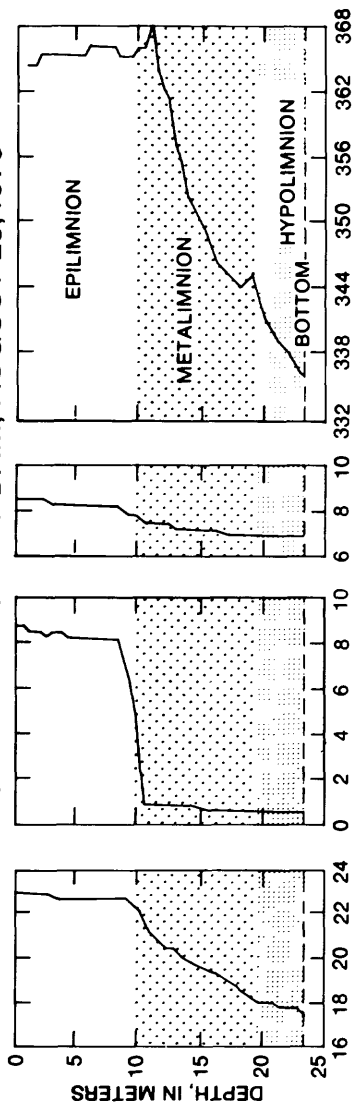 AUGUST
DEPTH, IN METERS
0
5
10
15
20
25
EPILIMNION
METALIMNION
HYPOLIMNION
BOTTOM
16 18 20 22 24
0 2 4 6 8 10
6 8 10
332 338 344 350 356 362 368